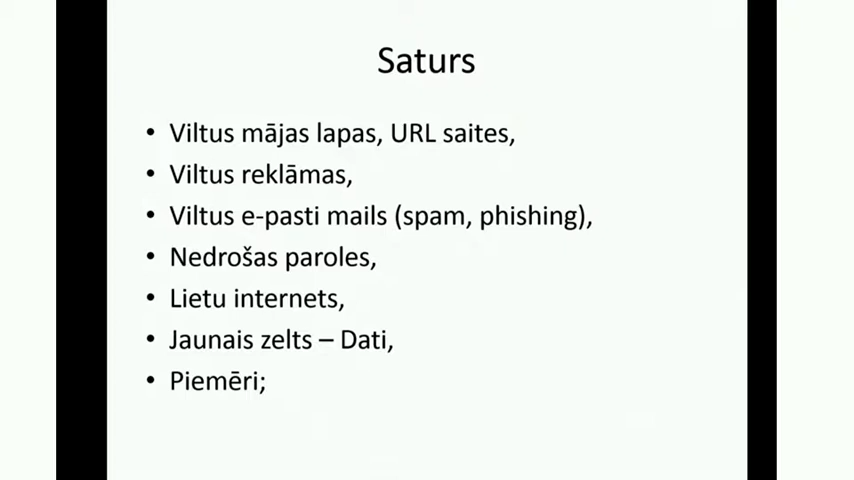 Saturs
• Viltus mājas lapas, URL saites,
• Viltus reklāmas,
• Viltus e-pasti mails (spam, phishing),
• Nedrošas paroles,
• Lietu internets,
• Jaunais zelts – Dati,
• Piemēri;